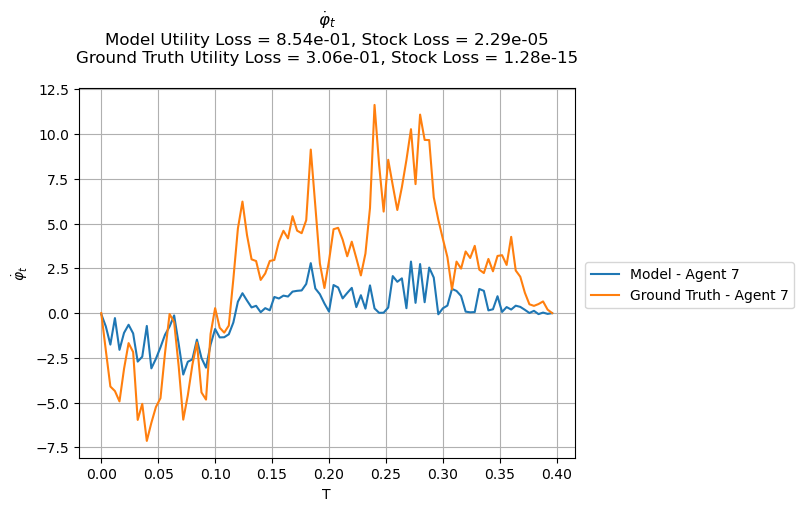 φ̇ₜ
Model Utility Loss = 8.54e-01, Stock Loss = 2.29e-05
Ground Truth Utility Loss = 3.06e-01, Stock Loss = 1.28e-15
12.5
10.0
7.5
5.0
2.5
0.0
−2.5
−5.0
−7.5
φ̇ₜ
0.00 0.05 0.10 0.15 0.20 0.25 0.30 0.35 0.40
T
Model - Agent 7
Ground Truth - Agent 7